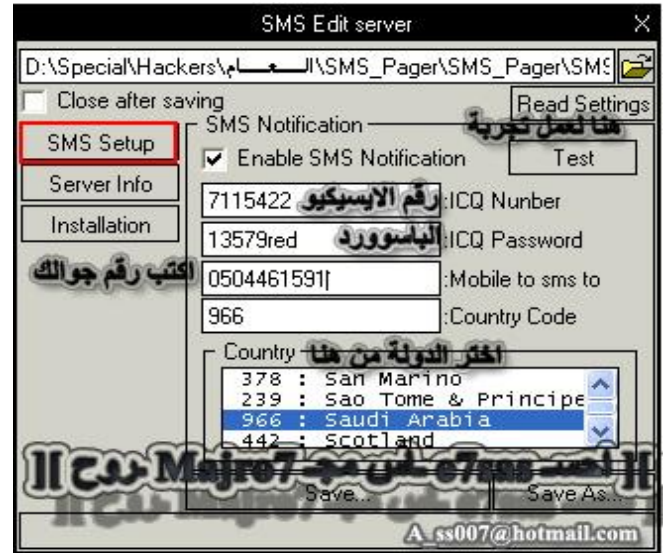 SMS Edit server
D:\Special\Hackers\العـــام\SMS_Pager\SMS_Pager\SMS
Close after saving
Read Settings
هنا لعمل تجربة
SMS Setup
Server Info
Installation
SMS Notification
Enable SMS Notification
Test
7115422 رقم الايسيكيو :ICQ Nunber
13579red الباسوورد :ICQ Password
اكتب رقم جوالك
0504461591 :Mobile to sms to
966 :Country Code
Country اختر الدولة من هنا
378 : San Marino
239 : Sao Tome & Principe
966 : Saudi Arabia
442 : Scotland
][ e7sas مجـ Majro7 روح ][
Save...
Save As...
A_ss007@hotmail.com